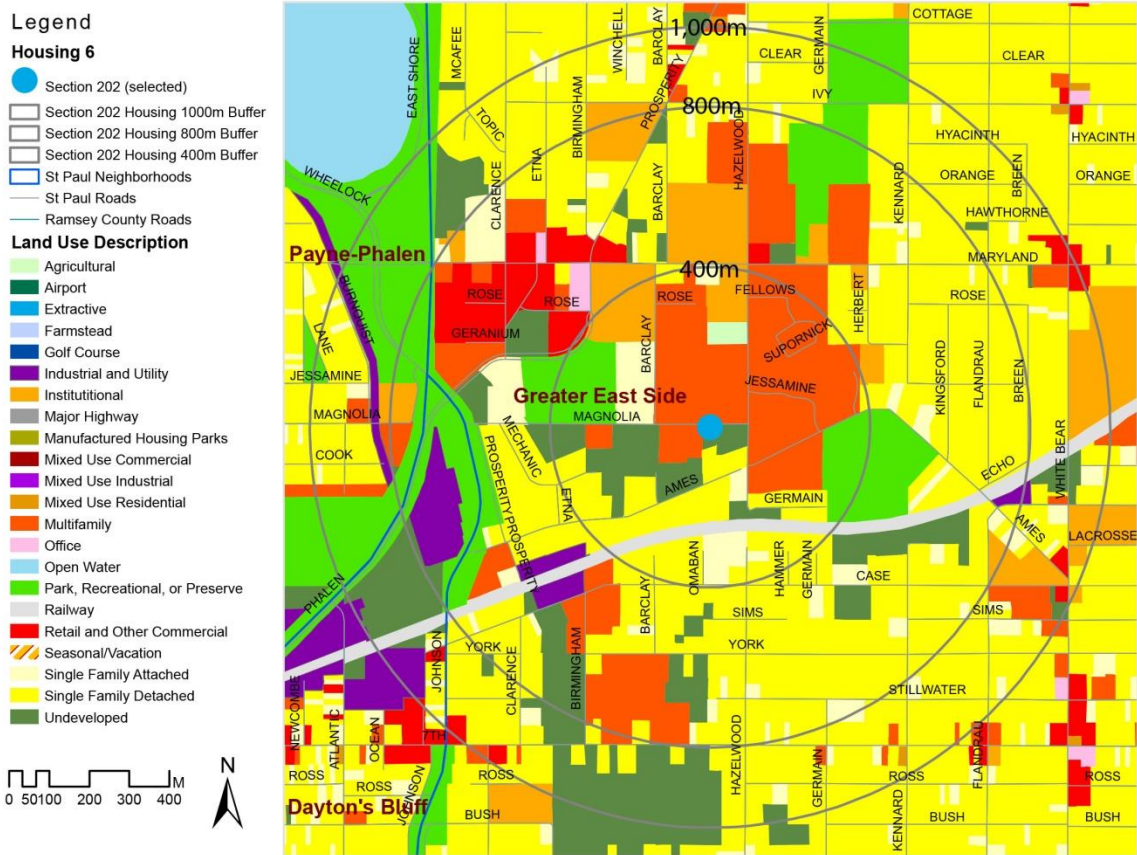 Legend
Housing 6
Section 202 (selected)
Section 202 Housing 1000m Buffer
Section 202 Housing 800m Buffer
Section 202 Housing 400m Buffer
St Paul Neighborhoods
St Paul Roads
Ramsey County Roads
Land Use Description
Agricultural
Airport
Extractive
Farmstead
Golf Course
Industrial and Utility
Institutitional
Major Highway
Manufactured Housing Parks
Mixed Use Commercial
Mixed Use Industrial
Mixed Use Residential
Multifamily
Office
Open Water
Park, Recreational, or Preserve
Railway
Retail and Other Commercial
Seasonal/Vacation
Single Family Attached
Single Family Detached
Undeveloped
M
0 50100 200 300 400
N
COTTAGE
1,000m
MCAFEE
WINCHELL
BARCLAY
PROSPERITY
CLEAR
GERMAIN
CLEAR
EAST SHORE
IVY
800m
TOPIC
BIRMINGHAM
ETNA
CLARENCE
HAZELWOOD
BARCLAY
HYACINTH
HYACINTH
KENNARD
ORANGE
BREEN
ORANGE
WHEELOCK
HAWTHORNE
MARYLAND
Payne-Phalen
400m
ROSE
ROSE
ROSE
FELLOWS
HERBERT
ROSE
BURNQUIST
LANE
GERANIUM
BARCLAY
SUPORNICK
JESSAMINE
JESSAMINE
KINGSFORD
FLANDRAU
BREEN
Greater East Side
MAGNOLIA
MAGNOLIA
COOK
MECHANIC
PROSPERITY
ETNA
AMES
ECHO
WHITE BEAR
GERMAIN
PROSPERITY
AMES
LACROSSE
PHALEN
BARCLAY
OMABAN
HAMMER
GERMAIN
CASE
SIMS
SIMS
YORK
YORK
JOHNSON
CLARENCE
BIRMINGHAM
STILLWATER
NEWCOMBE
ATLANTIC
OCEAN
7TH
HAZELWOOD
FLANDRAU
ROSS
ROSS
ROSS
GERMAIN
ROSS
ROSS
Dayton's Bluff
JOHNSON
BUSH
KENNARD
BUSH
BUSH